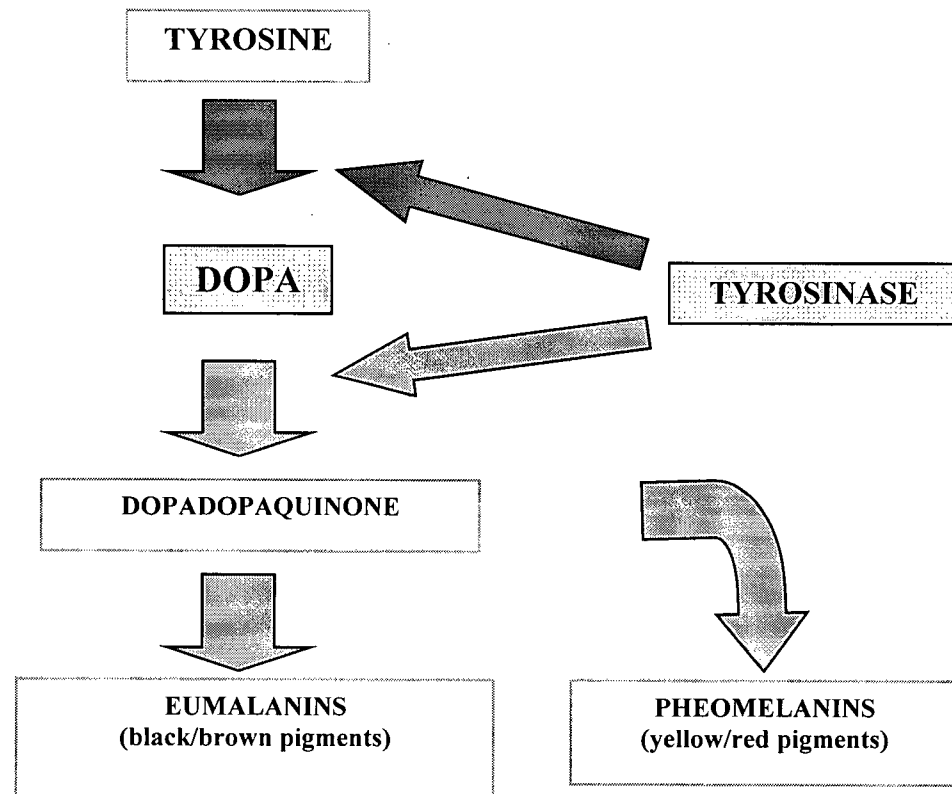 TYROSINE
DOPA
TYROSINASE
DOPADOPAQUINONE
EUMALANINS
(black/brown pigments)
PHEOMELANINS
(yellow/red pigments)